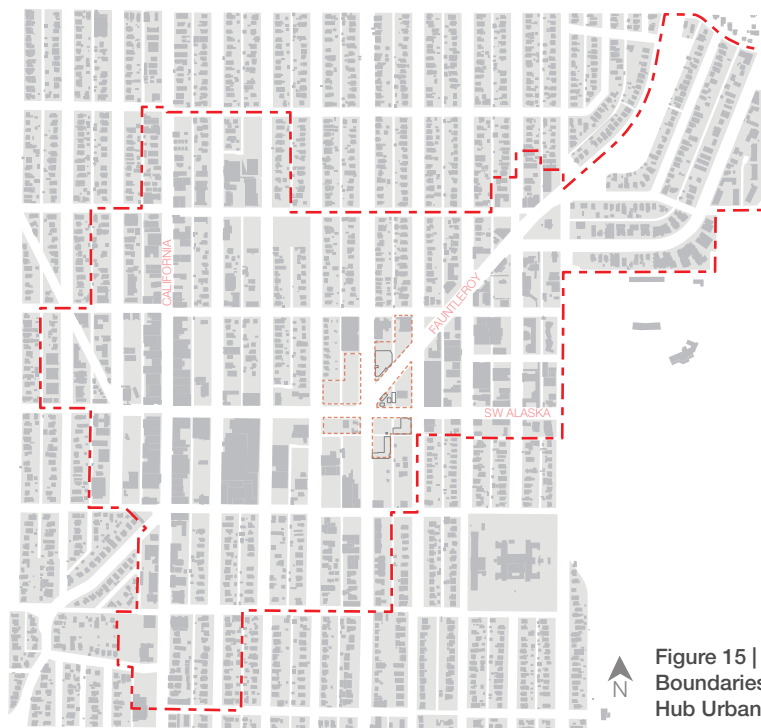 CALIFORNIA
FAUNTLEROY
SW ALASKA
N
Figure 15 |
Boundaries
Hub Urban